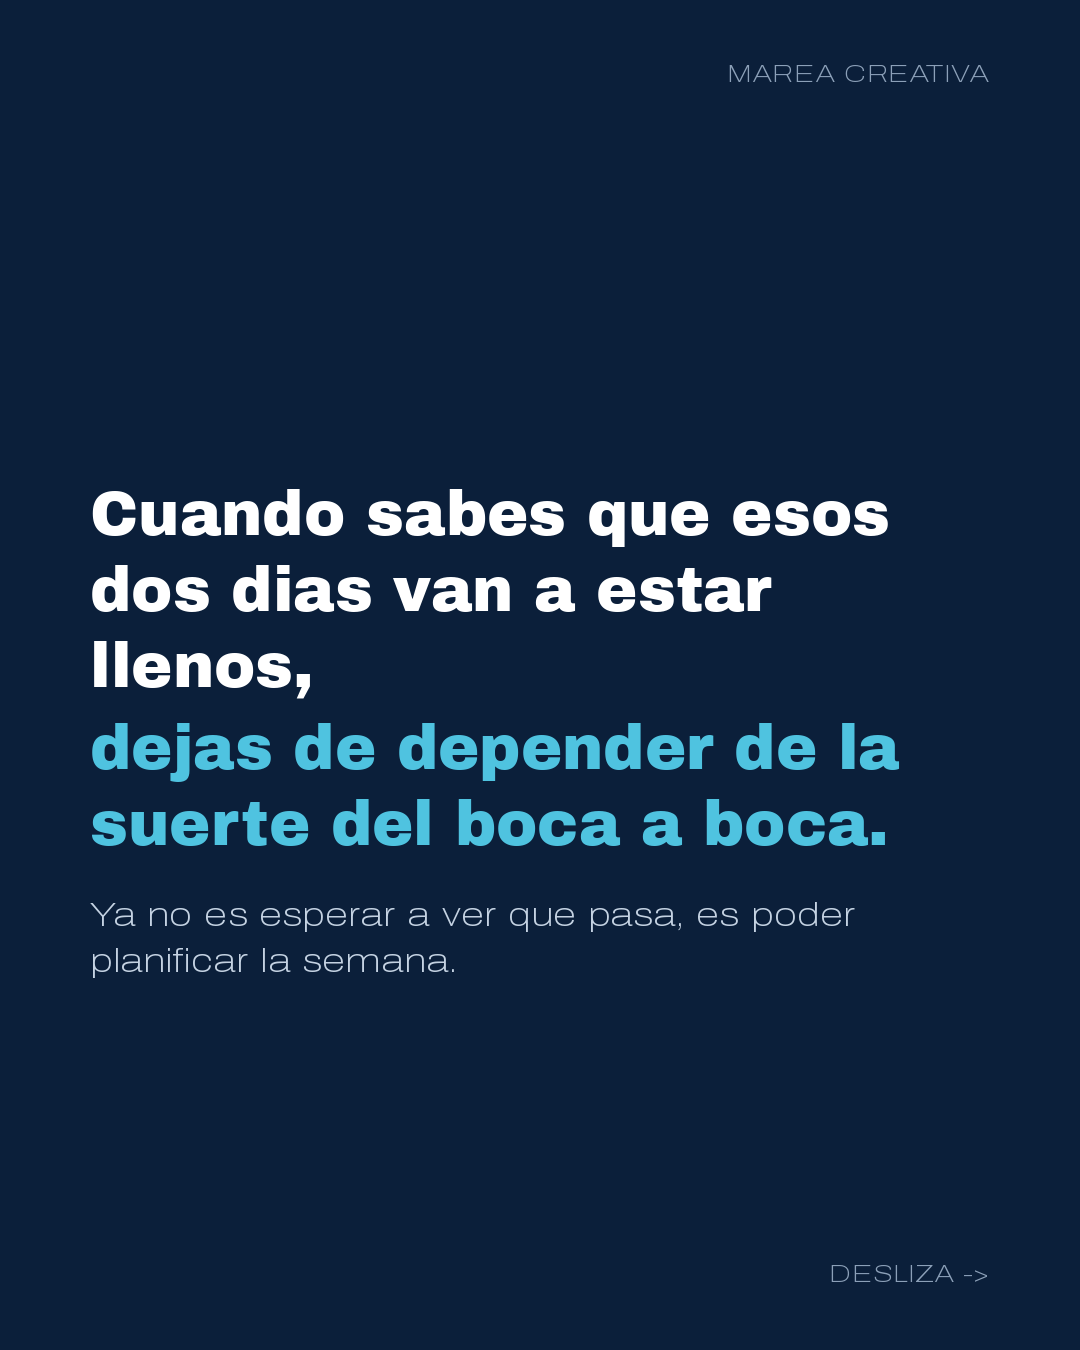 MAREA CREATIVA
Cuando sabes que esos
dos dias van a estar
llenos,
dejas de depender de la
suerte del boca a boca.
Ya no es esperar a ver que pasa, es poder
planificar la semana.
DESLIZA ->